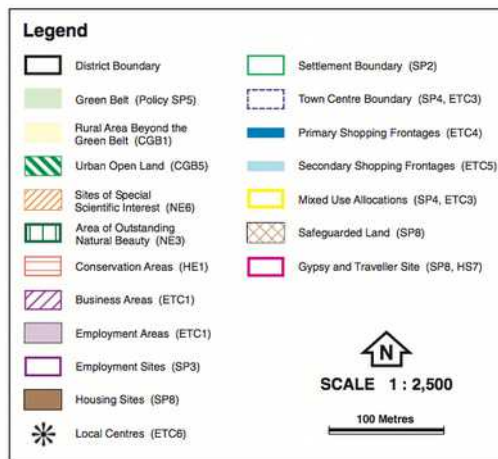 Legend
District Boundary
Green Belt (Policy SP5)
Rural Area Beyond the
Green Belt (CGB1)
Urban Open Land (CGB5)
Sites of Special
Scientific Interest (NE6)
Area of Outstanding
Natural Beauty (NE3)
Conservation Areas (HE1)
Business Areas (ETC1)
Employment Areas (ETC1)
Employment Sites (SP3)
Housing Sites (SP8)
Local Centres (ETC6)
Settlement Boundary (SP2)
Town Centre Boundary (SP4, ETC3)
Primary Shopping Frontages (ETC4)
Secondary Shopping Frontages (ETC5)
Mixed Use Allocations (SP4, ETC3)
Safeguarded Land (SP8)
Gypsy and Traveller Site (SP8, HS7)
N
SCALE 1 : 2,500
100 Metres